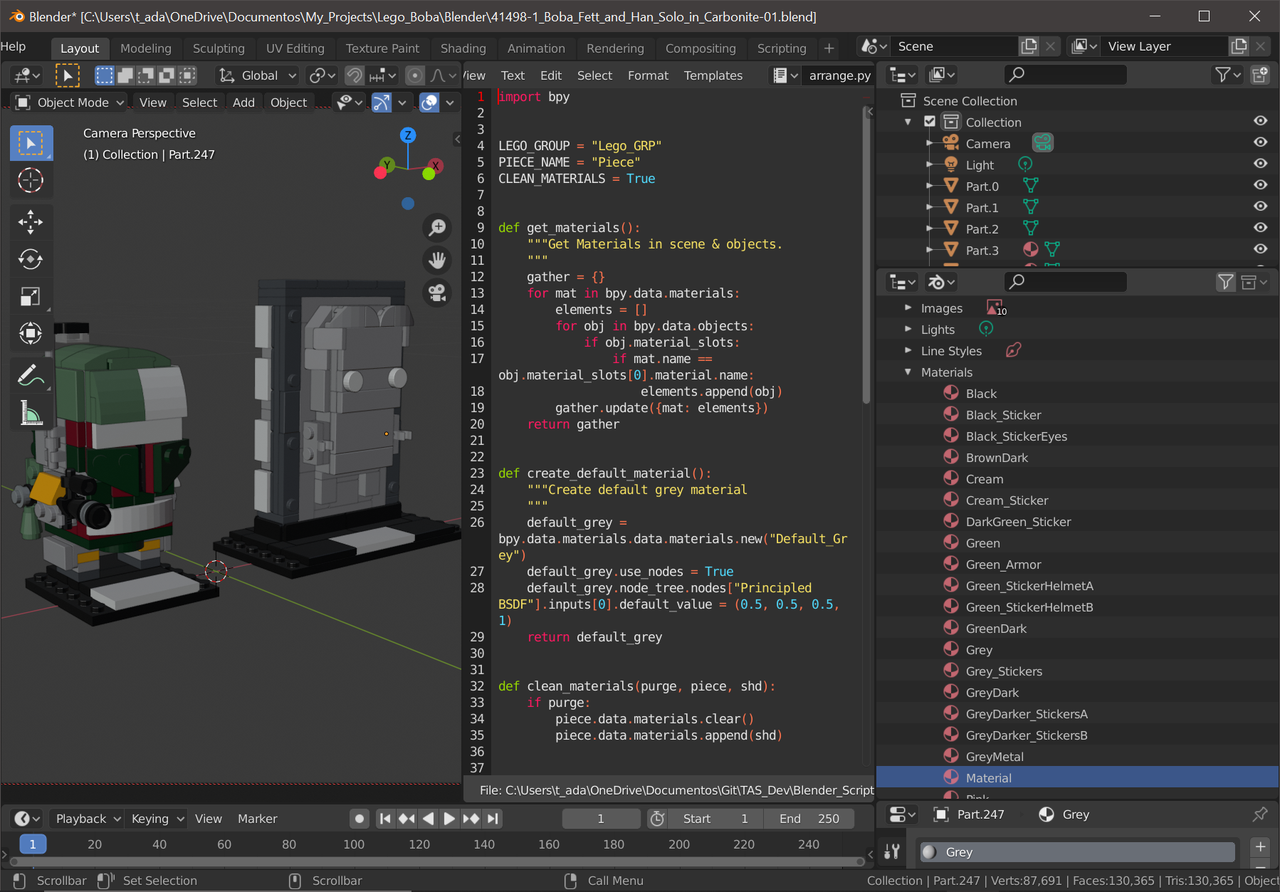 Blender* [C:\Users\t_ada\OneDrive\Documentos\My_Projects\Lego_Boba\Blender\41498-1_Boba_Fett_and_Han_Solo_in_Carbonite-01.blend]
Help Layout Modeling Sculpting UV Editing Texture Paint Shading Animation Rendering Compositing Scripting + Scene View Layer
Global
View Text Edit Select Format Templates arrange.py
Object Mode View Select Add Object
Camera Perspective
(1) Collection | Part.247
Z
Y
X
1 import bpy
2
3
4 LEGO_GROUP = "Lego_GRP"
5 PIECE_NAME = "Piece"
6 CLEAN_MATERIALS = True
7
8
9 def get_materials():
10 """Get Materials in scene & objects.
11 """
12 gather = {}
13 for mat in bpy.data.materials:
14 elements = []
15 for obj in bpy.data.objects:
16 if obj.material_slots:
17 if mat.name ==
obj.material_slots[0].material.name:
18 elements.append(obj)
19 gather.update({mat: elements})
20 return gather
21
22
23 def create_default_material():
24 """Create default grey material
25 """
26 default_grey =
bpy.data.materials.data.materials.new("Default_Gr
ey")
27 default_grey.use_nodes = True
28 default_grey.node_tree.nodes["Principled
BSDF"].inputs[0].default_value = (0.5, 0.5, 0.5,
1)
29 return default_grey
30
31
32 def clean_materials(purge, piece, shd):
33 if purge:
34 piece.data.materials.clear()
35 piece.data.materials.append(shd)
36
37
File: C:\Users\t_ada\OneDrive\Documentos\Git\TAS_Dev\Blender_Script
Scene Collection
Collection
Camera
Light
Part.0
Part.1
Part.2
Part.3
Images 10
Lights
Line Styles
Materials
Black
Black_Sticker
Black_StickerEyes
BrownDark
Cream
Cream_Sticker
DarkGreen_Sticker
Green
Green_Armor
Green_StickerHelmetA
Green_StickerHelmetB
GreenDark
Grey
Grey_Stickers
GreyDark
GreyDarker_StickersA
GreyDarker_StickersB
GreyMetal
Material
Pink
Part.247 Grey
Grey
Playback Keying View Marker 1 Start 1 End 250
1 20 40 60 80 100 120 140 160 180 200 220 240
Scrollbar Set Selection Scrollbar Call Menu Collection | Part.247 | Verts:87,691 | Faces:130,365 | Tris:130,365 | Object